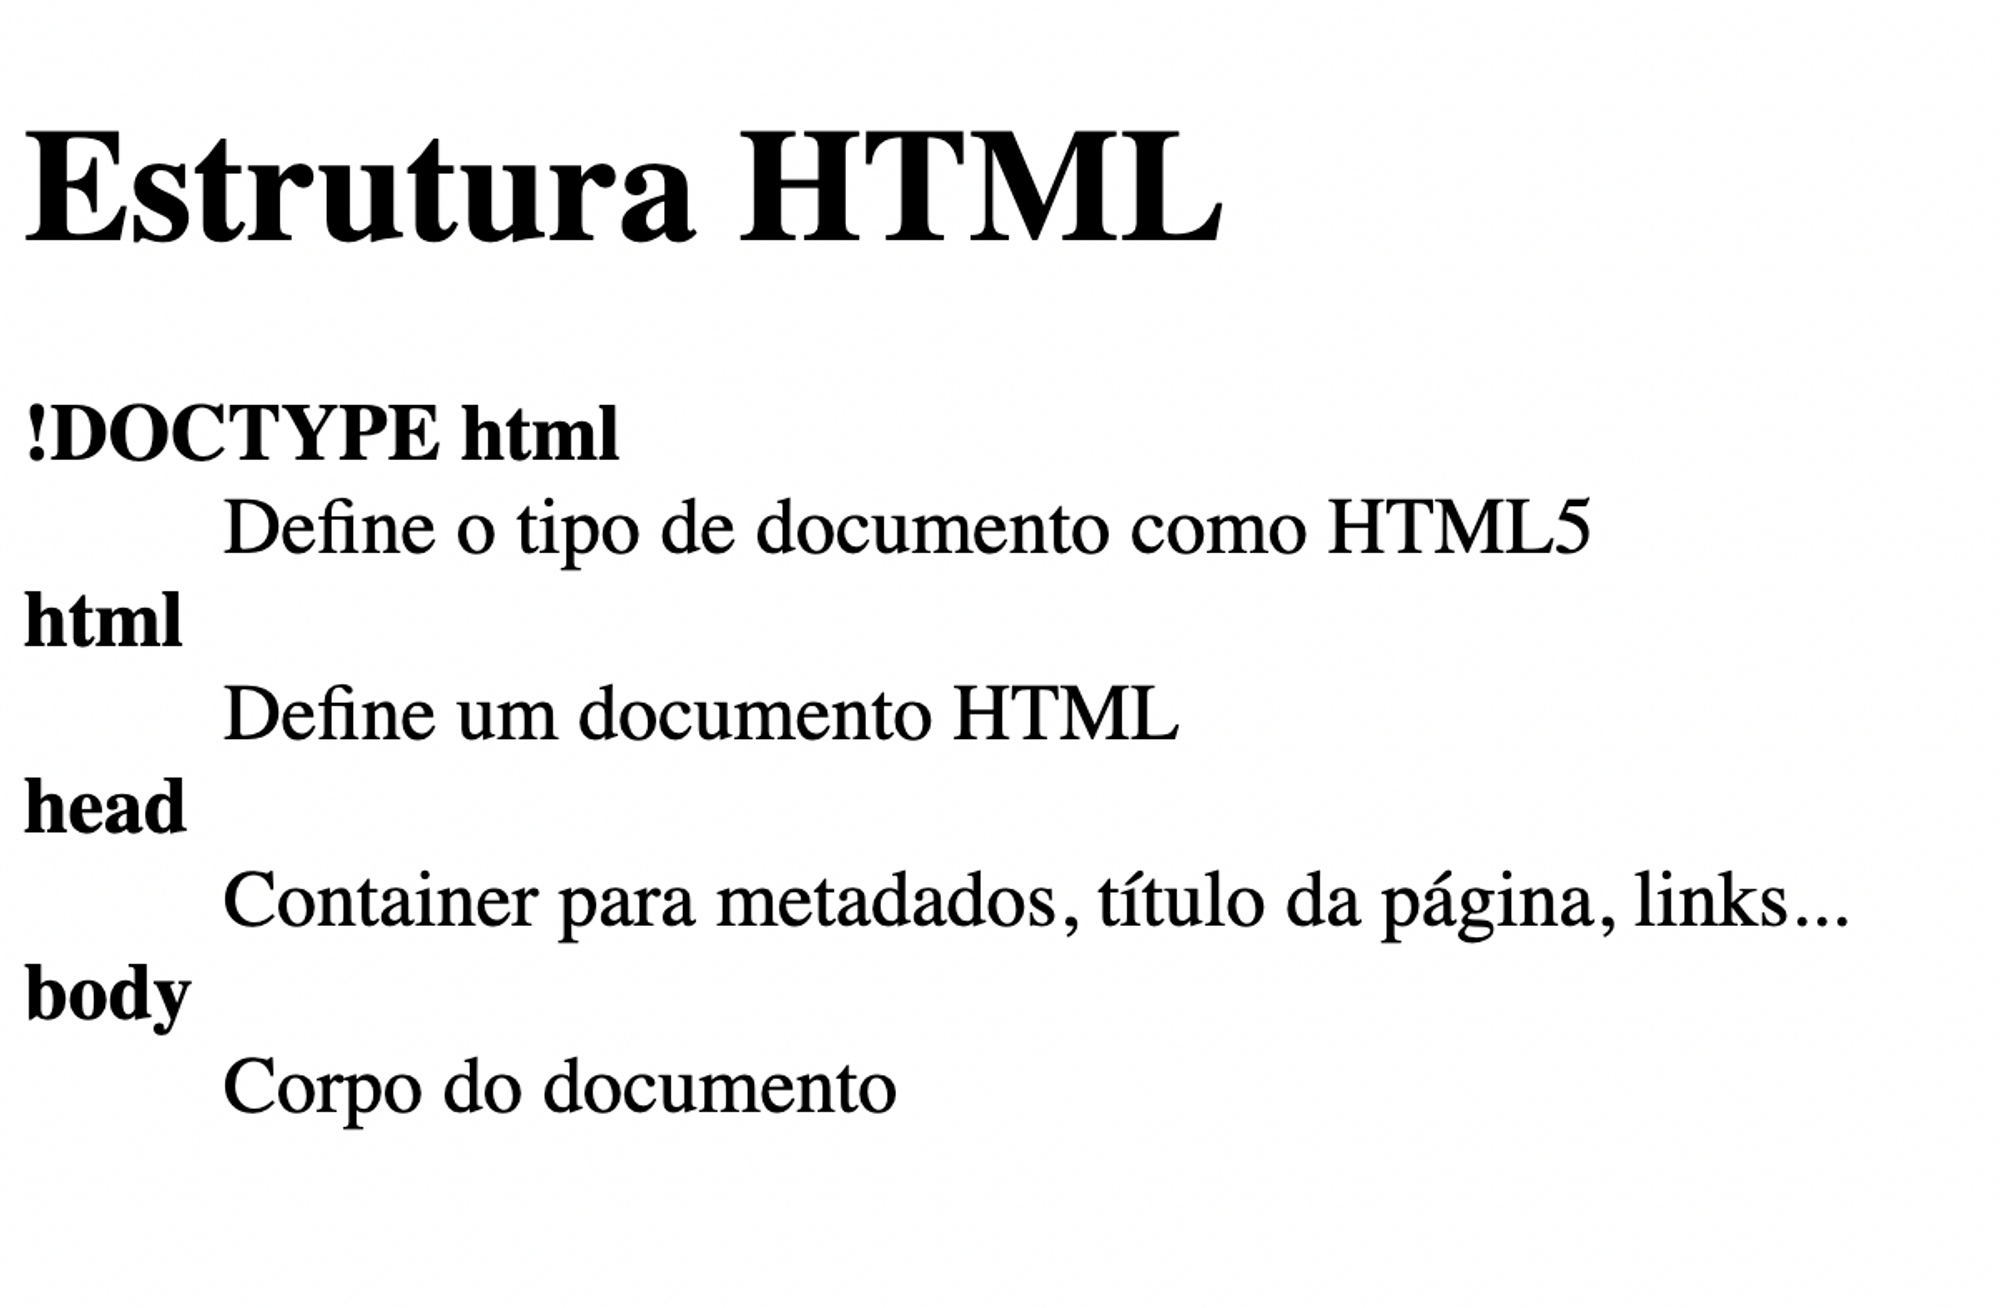 Estrutura HTML
!DOCTYPE html
Define o tipo de documento como HTML5
html
Define um documento HTML
head
Container para metadados, título da página, links...
body
Corpo do documento